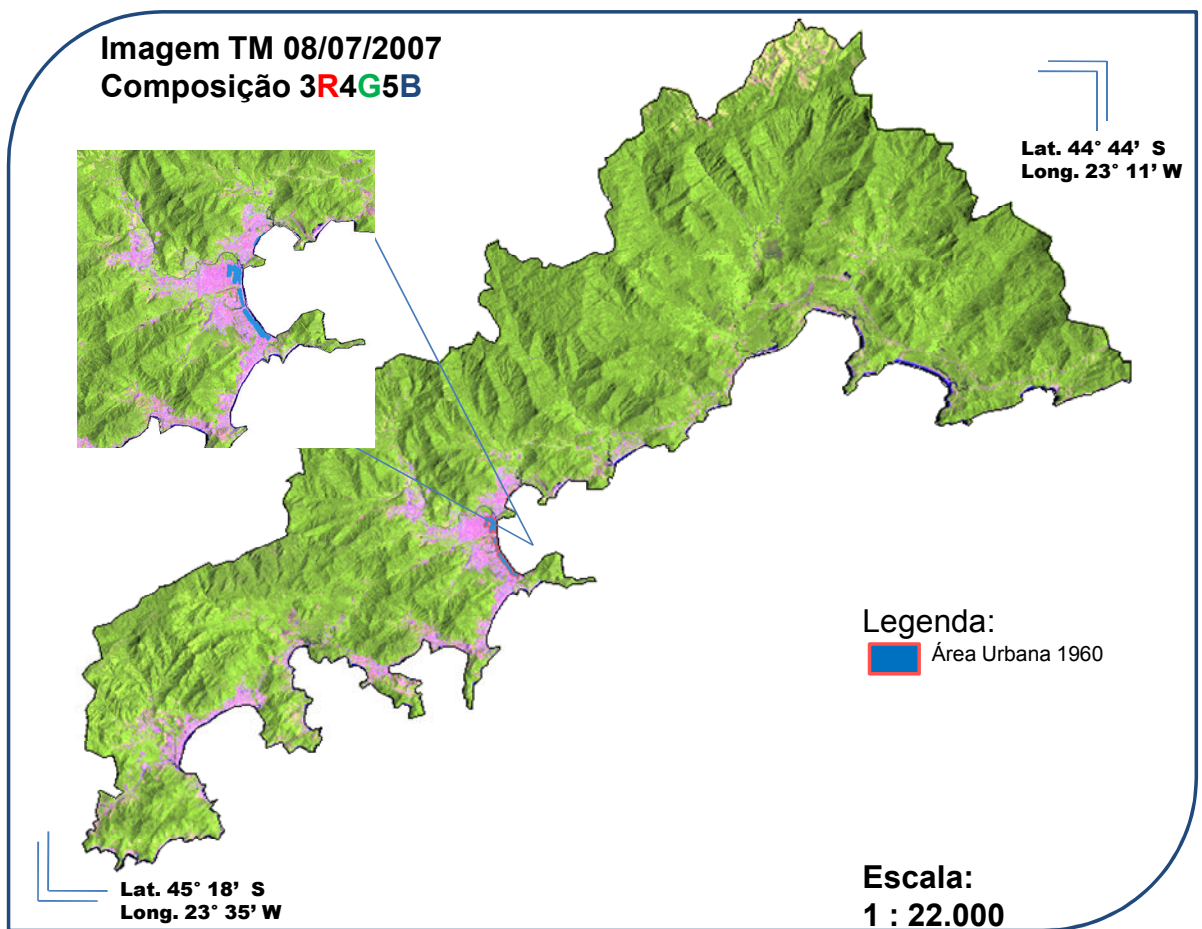 Imagem TM 08/07/2007
Composição 3R4G5B
Lat. 44° 44’ S
Long. 23° 11’ W
Legenda:
Área Urbana 1960
Lat. 45° 18’ S
Long. 23° 35’ W
Escala:
1 : 22.000